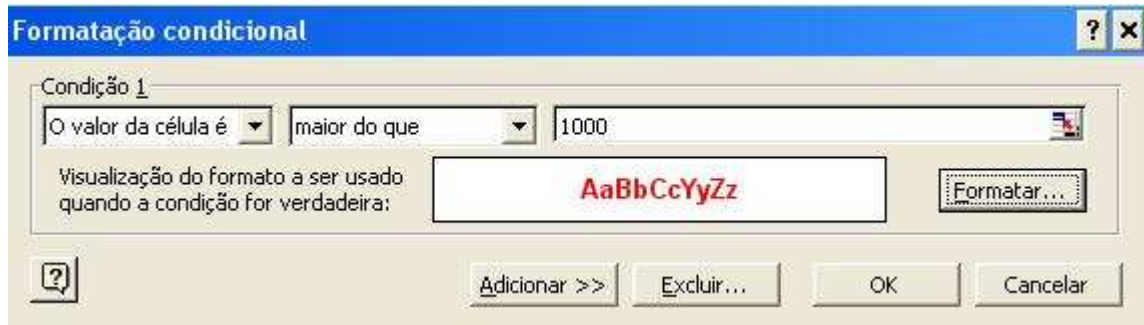 Formatação condicional
Condição 1
O valor da célula é maior do que 1000
Visualização do formato a ser usado
quando a condição for verdadeira:
AaBbCcYyZz
Formatar...
Adicionar >> Excluir... OK Cancelar